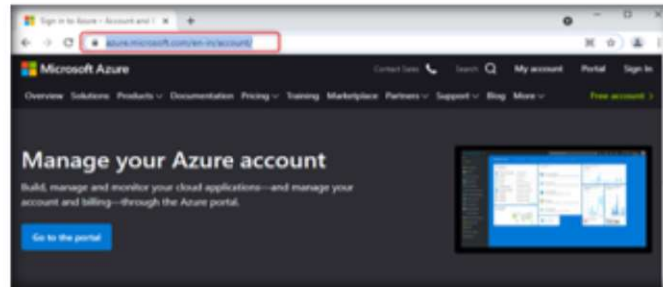 Sign in to Azure - Account and
azure.microsoft.com/en-in/account/
Microsoft Azure
Contact Sales Search My account Portal Sign In
Overview Solutions Products Documentation Pricing Training Marketplace Partners Support Blog More Free account >
Manage your Azure account
Build, manage and monitor your cloud applications—and manage your
account and billing—through the Azure portal.
Go to the portal